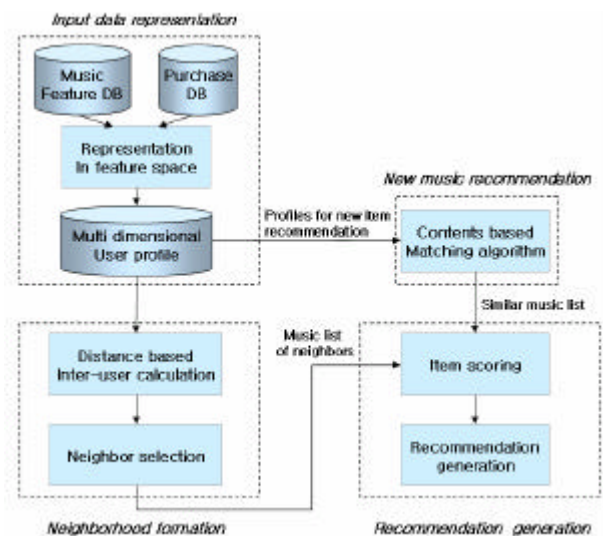 Input data representation
Music
Feature DB
Purchase
DB
Representation
In feature space
Multi dimensional
User profile
Profiles for new item
recommendation
New music recommendation
Contents based
Matching algorithm
Similar music list
Distance based
Inter-user calculation
Neighbor selection
Music list
of neighbors
Item scoring
Recommendation
generation
Neighborhood formation
Recommendation generation